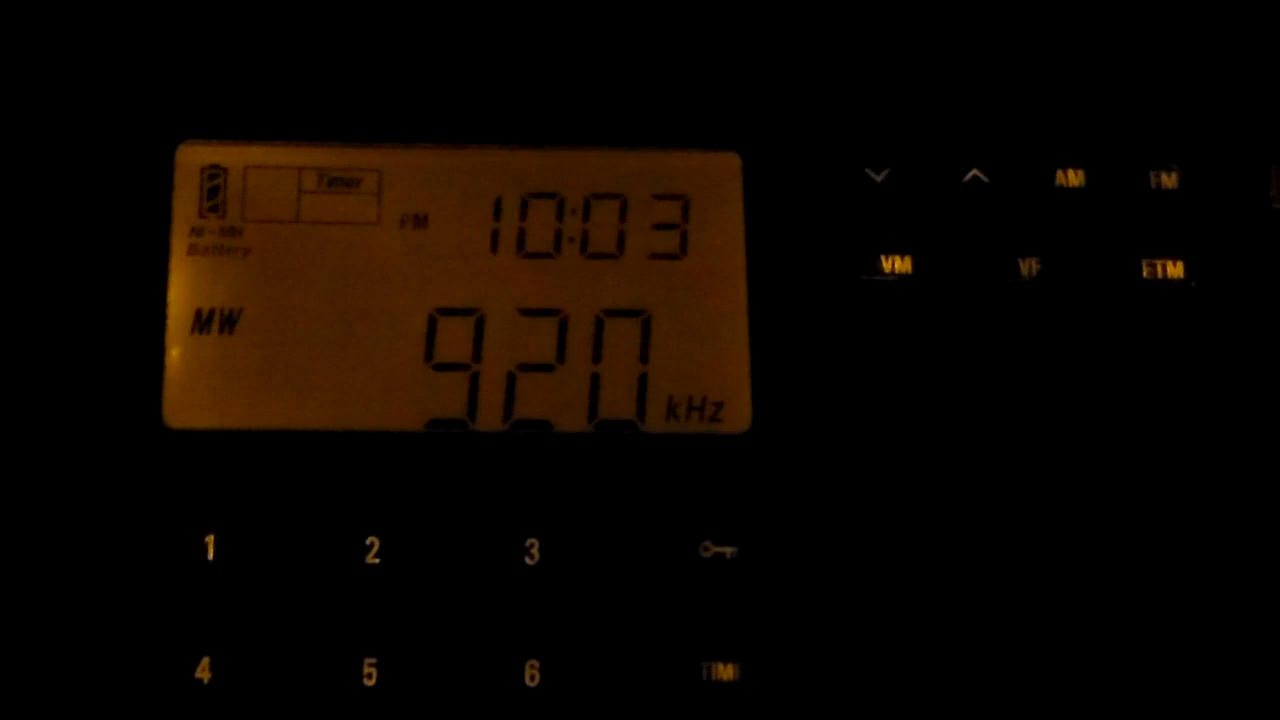 Timer
Ni-MH
Battery
PM 10:03
MW
920 kHz
AM FM
VM VF ETM
1 2 3
4 5 6